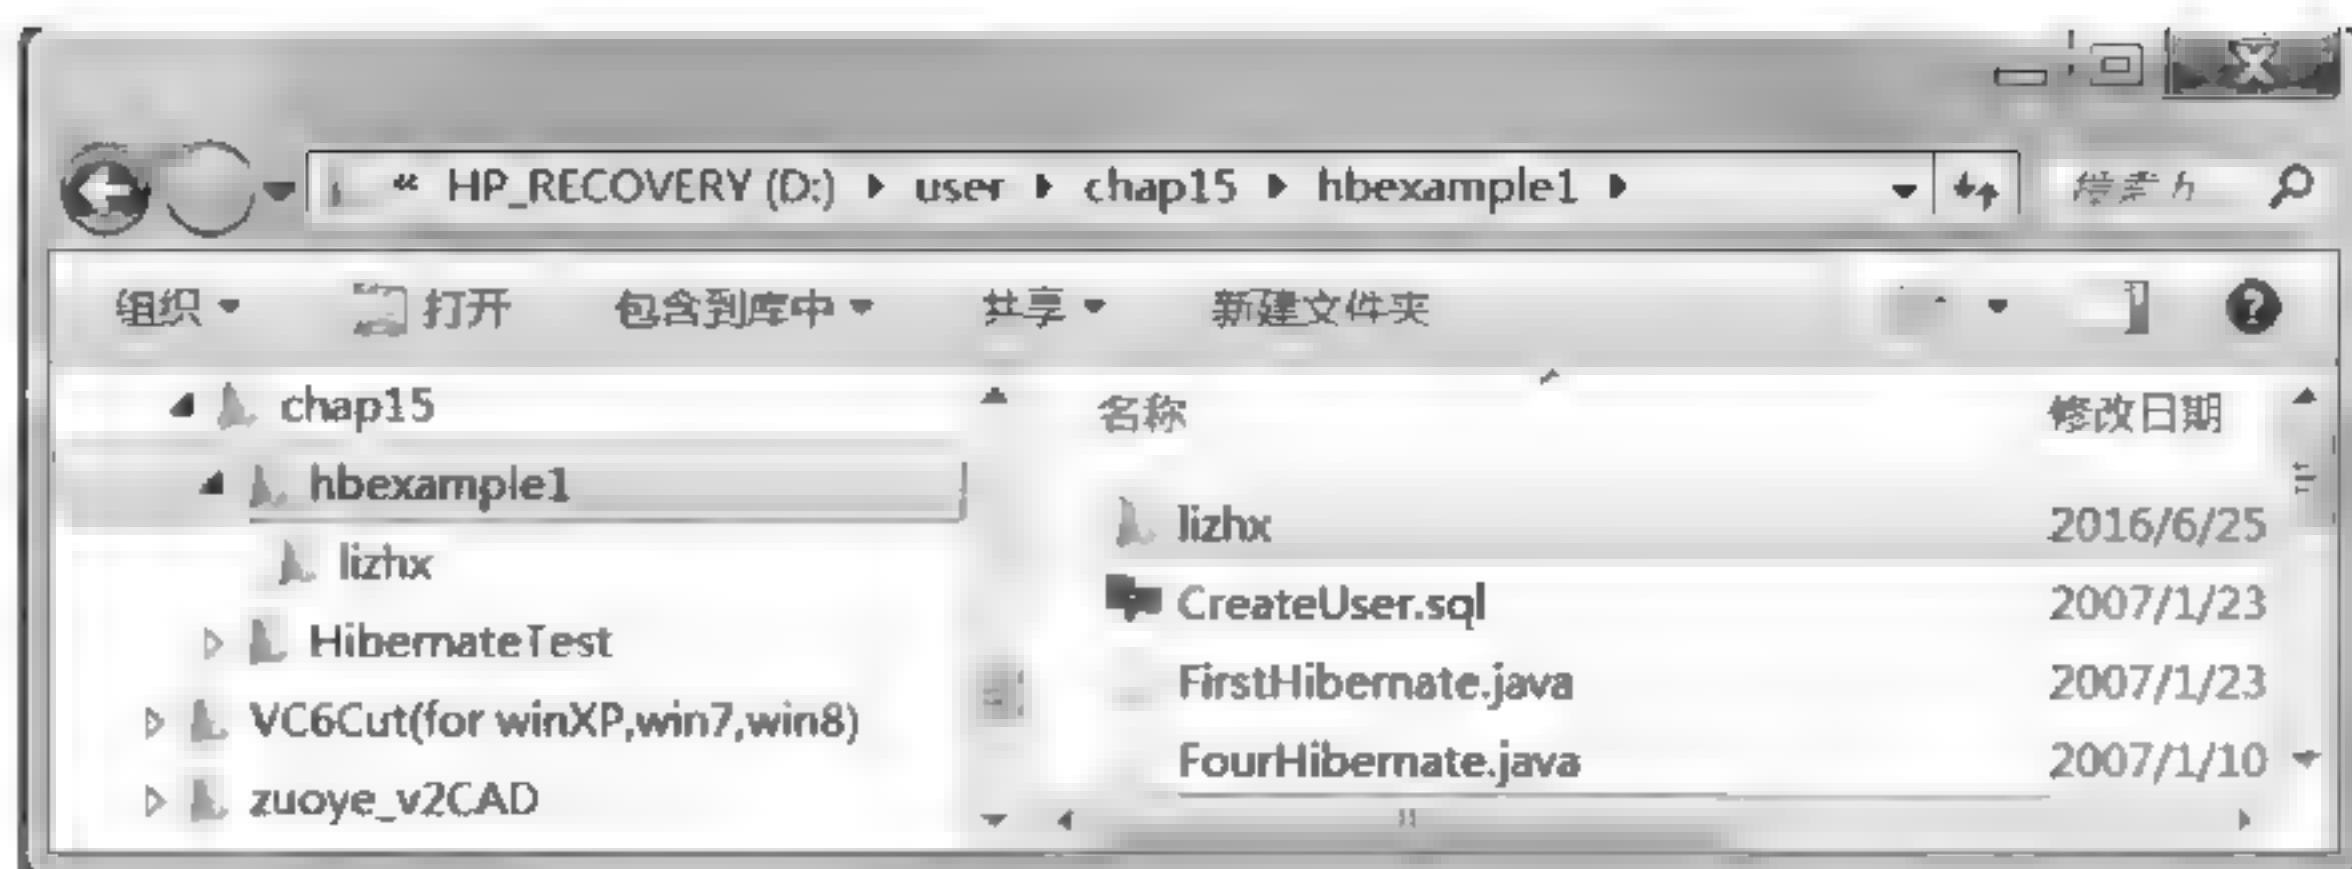 « HP_RECOVERY (D:) ▸ user ▸ chap15 ▸ hbexample1 ▸
组织 打开 包含到库中 共享 新建文件夹
chap15
hbexample1
lizhx
HibernateTest
VC6Cut(for winXP,win7,win8)
zuoye_v2CAD
名称 修改日期
lizhx 2016/6/25
CreateUser.sql 2007/1/23
FirstHibernate.java 2007/1/23
FourHibernate.java 2007/1/10